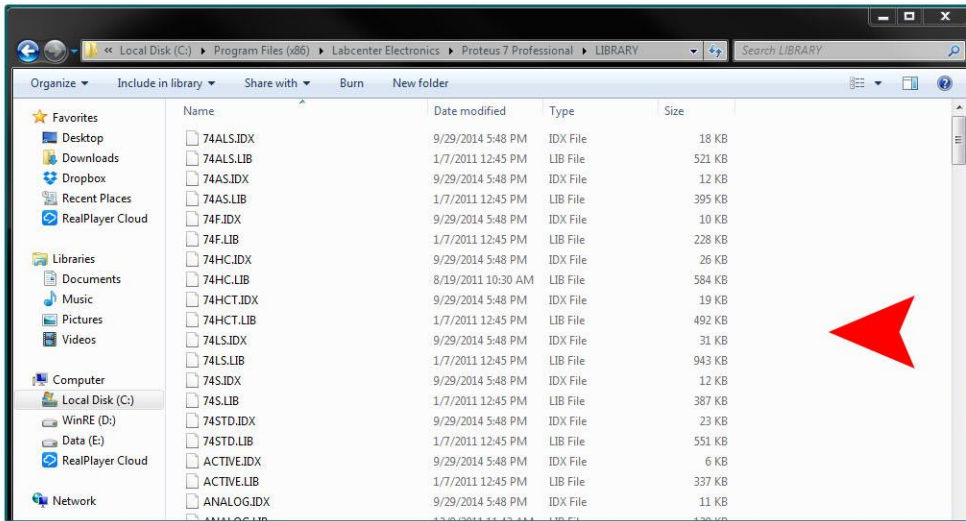 « Local Disk (C:) ▸ Program Files (x86) ▸ Labcenter Electronics ▸ Proteus 7 Professional ▸ LIBRARY Search LIBRARY
Organize Include in library Share with Burn New folder
Name Date modified Type Size
Favorites
Desktop 74ALS.IDX 9/29/2014 5:48 PM IDX File 18 KB
Downloads 74ALS.LIB 1/7/2011 12:45 PM LIB File 521 KB
Dropbox 74AS.IDX 9/29/2014 5:48 PM IDX File 12 KB
Recent Places 74AS.LIB 1/7/2011 12:45 PM LIB File 395 KB
RealPlayer Cloud 74F.IDX 9/29/2014 5:48 PM IDX File 10 KB
74F.LIB 1/7/2011 12:45 PM LIB File 228 KB
Libraries 74HC.IDX 9/29/2014 5:48 PM IDX File 26 KB
Documents 74HC.LIB 8/19/2011 10:30 AM LIB File 584 KB
Music 74HCT.IDX 9/29/2014 5:48 PM IDX File 19 KB
Pictures 74HCT.LIB 1/7/2011 12:45 PM LIB File 492 KB
Videos 74LS.IDX 9/29/2014 5:48 PM IDX File 31 KB
74LS.LIB 1/7/2011 12:45 PM LIB File 943 KB
Computer 74S.IDX 9/29/2014 5:48 PM IDX File 12 KB
Local Disk (C:) 74S.LIB 1/7/2011 12:45 PM LIB File 387 KB
WinRE (D:) 74STD.IDX 9/29/2014 5:48 PM IDX File 23 KB
Data (E:) 74STD.LIB 1/7/2011 12:45 PM LIB File 551 KB
RealPlayer Cloud ACTIVE.IDX 9/29/2014 5:48 PM IDX File 6 KB
ACTIVE.LIB 1/7/2011 12:45 PM LIB File 337 KB
Network ANALOG.IDX 9/29/2014 5:48 PM IDX File 11 KB